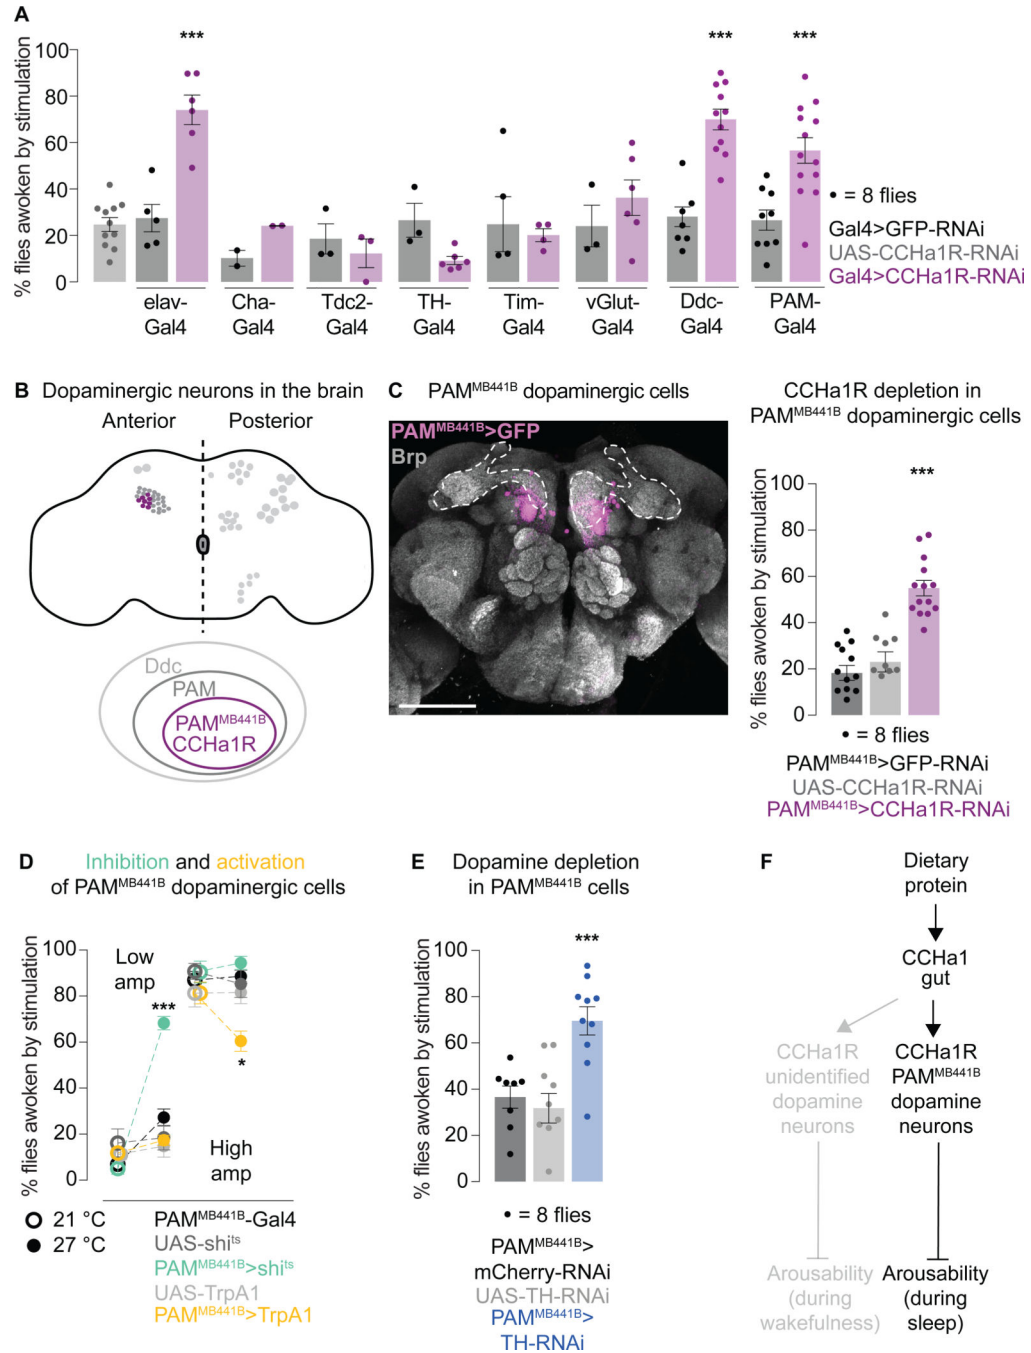 A
% flies awoken by stimulation
100
80
60
40
20
0
***
***
***
elav-
Gal4
Cha-
Gal4
Tdc2-
Gal4
TH-
Gal4
Tim-
Gal4
vGlut-
Gal4
Ddc-
Gal4
PAM-
Gal4
= 8 flies
Gal4>GFP-RNAi
UAS-CCHa1R-RNAi
Gal4>CCHa1R-RNAi
B Dopaminergic neurons in the brain
Anterior Posterior
Ddc
PAM
PAMMB441B
CCHa1R
C PAMMB441B dopaminergic cells
PAMMB441B>GFP
Brp
CCHa1R depletion in
PAMMB441B dopaminergic cells
% flies awoken by stimulation
100
80
60
40
20
0
***
= 8 flies
PAMMB441B>GFP-RNAi
UAS-CCHa1R-RNAi
PAMMB441B>CCHa1R-RNAi
D Inhibition and activation
of PAMMB441B dopaminergic cells
% flies awoken by stimulation
100
80
60
40
20
0
Low
amp
***
*
High
amp
21 °C
27 °C
PAMMB441B-Gal4
UAS-shits
PAMMB441B>shits
UAS-TrpA1
PAMMB441B>TrpA1
E Dopamine depletion
in PAMMB441B cells
% flies awoken by stimulation
100
80
60
40
20
0
***
= 8 flies
PAMMB441B>
mCherry-RNAi
UAS-TH-RNAi
PAMMB441B>
TH-RNAi
F Dietary
protein
CCHa1
gut
CCHa1R
unidentified
dopamine
neurons
CCHa1R
PAMMB441B
dopamine
neurons
Arousability
(during
wakefulness)
Arousability
(during
sleep)